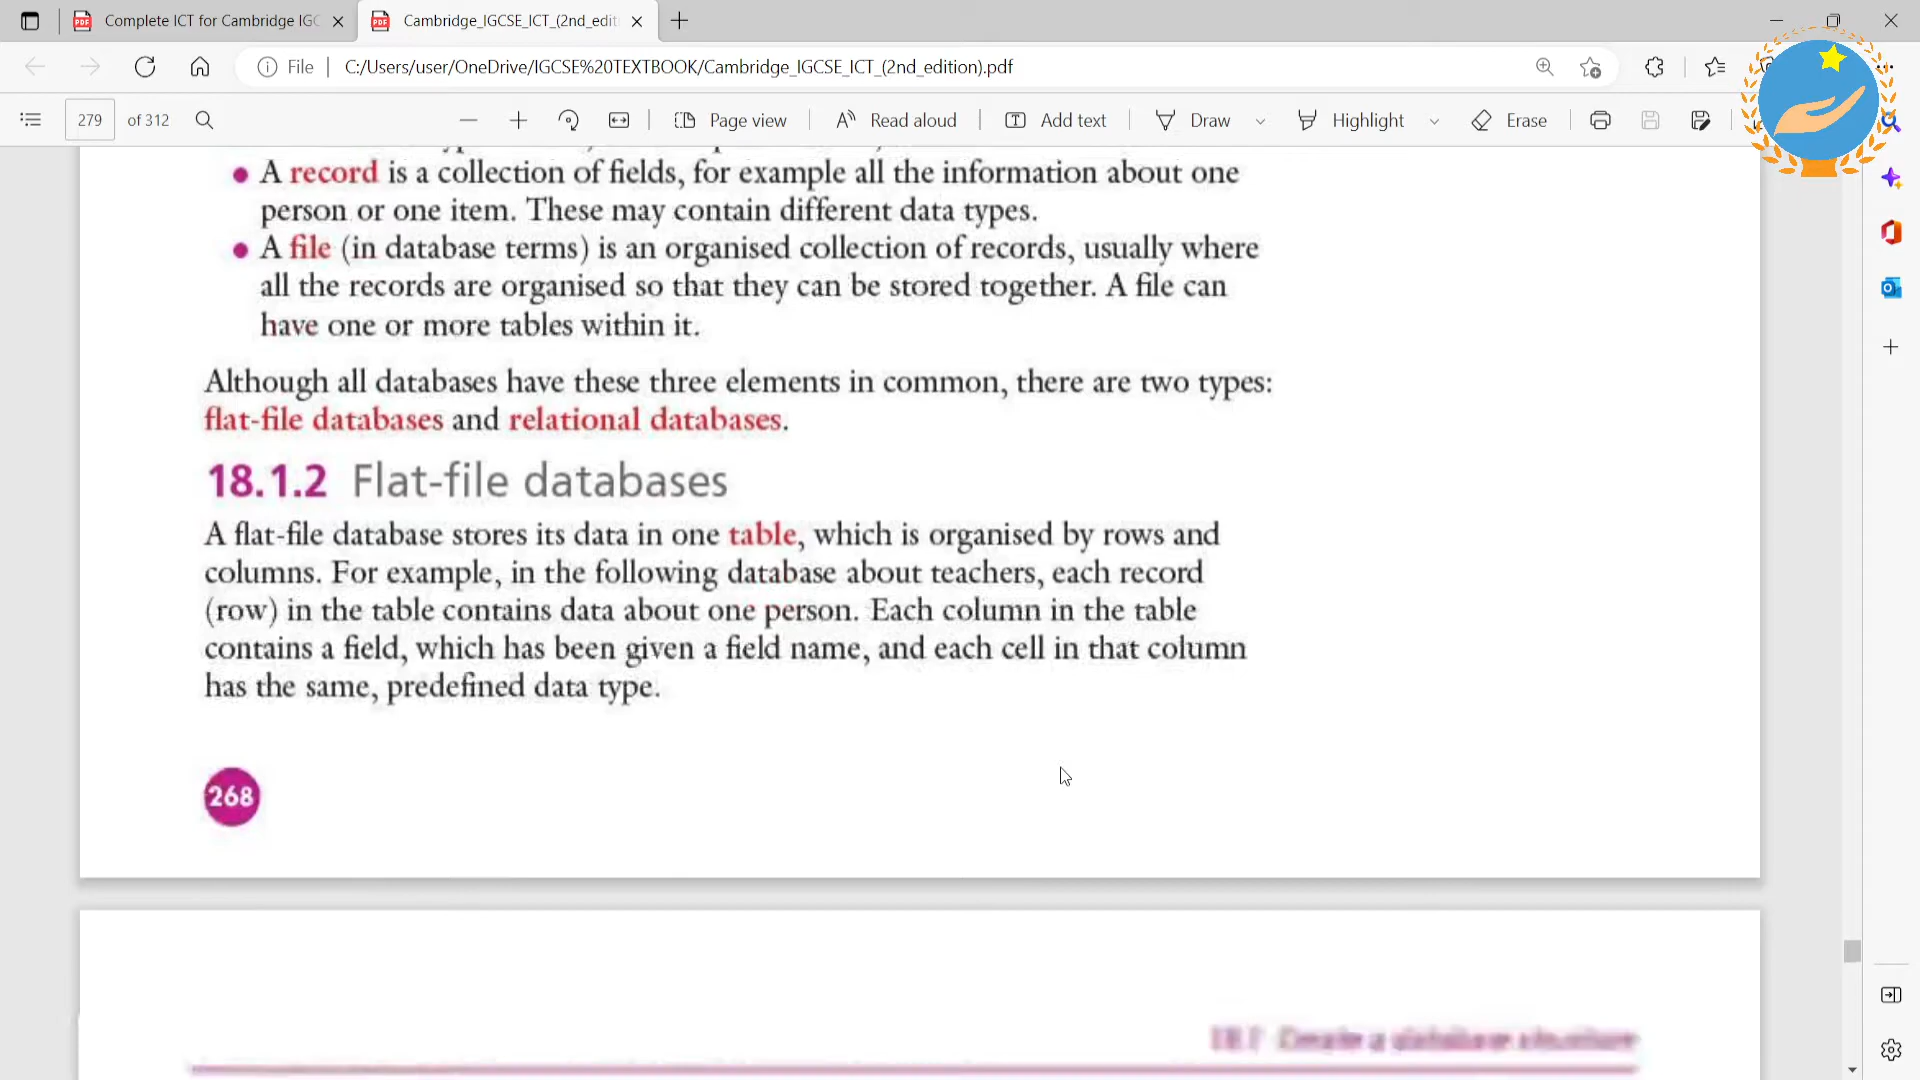 Complete ICT for Cambridge IGC
Cambridge_IGCSE_ICT_(2nd_edit
File
C:/Users/user/OneDrive/IGCSE%20TEXTBOOK/Cambridge_IGCSE_ICT_(2nd_edition).pdf
279 of 312
Page view
Read aloud
Add text
Draw
Highlight
Erase
• A record is a collection of fields, for example all the information about one
person or one item. These may contain different data types.
• A file (in database terms) is an organised collection of records, usually where
all the records are organised so that they can be stored together. A file can
have one or more tables within it.
Although all databases have these three elements in common, there are two types:
flat-file databases and relational databases.
18.1.2 Flat-file databases
A flat-file database stores its data in one table, which is organised by rows and
columns. For example, in the following database about teachers, each record
(row) in the table contains data about one person. Each column in the table
contains a field, which has been given a field name, and each cell in that column
has the same, predefined data type.
268
18.1 Create a database structure